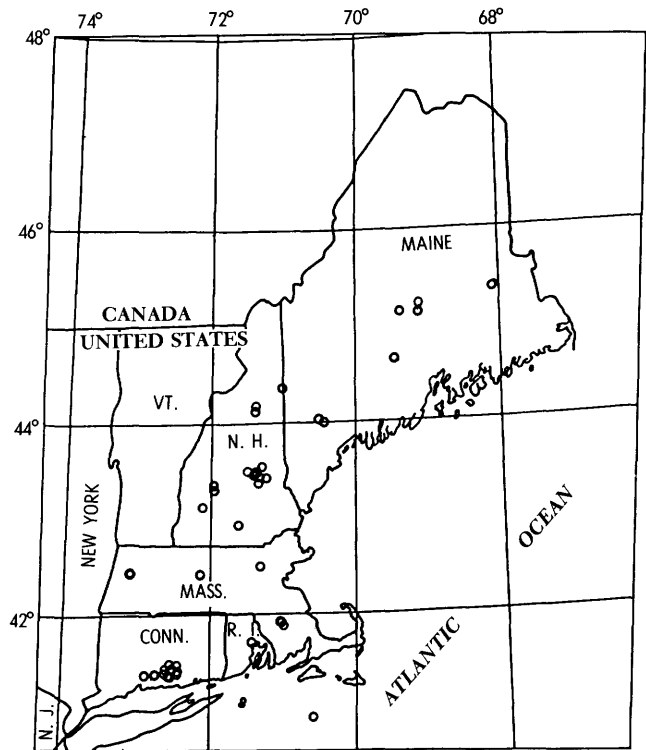 74° 72° 70° 68°
48°
46°
MAINE
CANADA
UNITED STATES
VT.
44°
N. H.
NEW YORK
OCEAN
MASS.
42°
CONN.
R. I.
ATLANTIC
N. J.